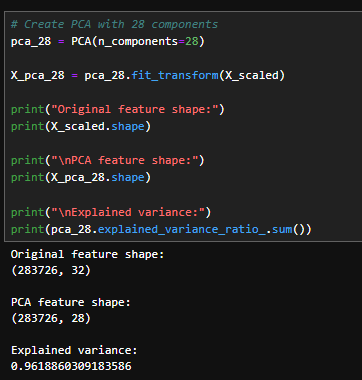 # Create PCA with 28 components
pca_28 = PCA(n_components=28)
X_pca_28 = pca_28.fit_transform(X_scaled)
print("Original feature shape:")
print(X_scaled.shape)
print("\nPCA feature shape:")
print(X_pca_28.shape)
print("\nExplained variance:")
print(pca_28.explained_variance_ratio_.sum())
Original feature shape:
(283726, 32)
PCA feature shape:
(283726, 28)
Explained variance:
0.9618860309183586